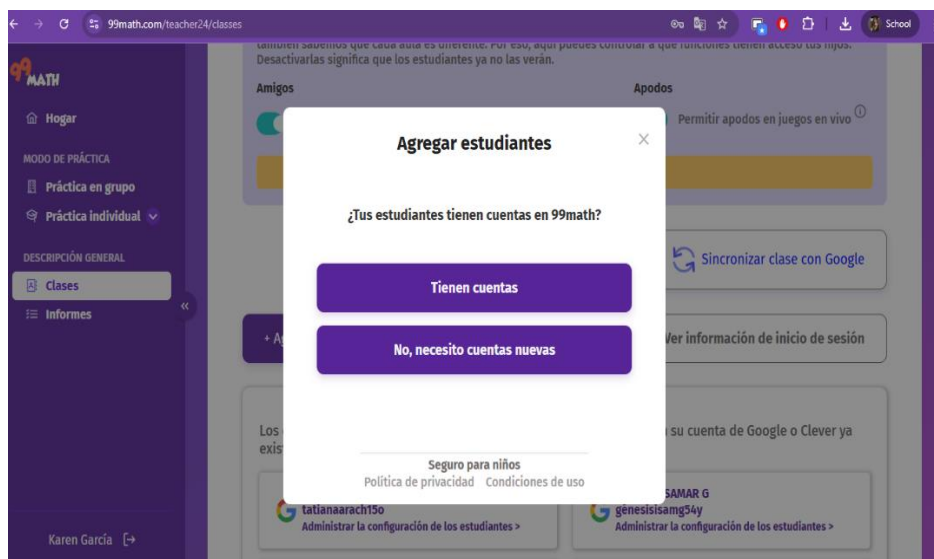 99math.com/teacher24/classes
School
también sabemos que cada aula es diferente. Por eso, aquí puedes controlar a qué funciones tienen acceso tus hijos.
Desactivarlas significa que los estudiantes ya no las verán.
99
MATH
Hogar
MODO DE PRÁCTICA
Práctica en grupo
Práctica individual
DESCRIPCIÓN GENERAL
Clases
Informes
Karen García
Amigos
Apodos
Permitir apodos en juegos en vivo
Agregar estudiantes
¿Tus estudiantes tienen cuentas en 99math?
Tienen cuentas
No, necesito cuentas nuevas
Seguro para niños
Política de privacidad Condiciones de uso
Sincronizar clase con Google
Ver información de inicio de sesión
Los
su cuenta de Google o Clever ya
exis
tatianaarach15o
Administrar la configuración de los estudiantes >
SAMAR G
génesisisamg54y
Administrar la configuración de los estudiantes >